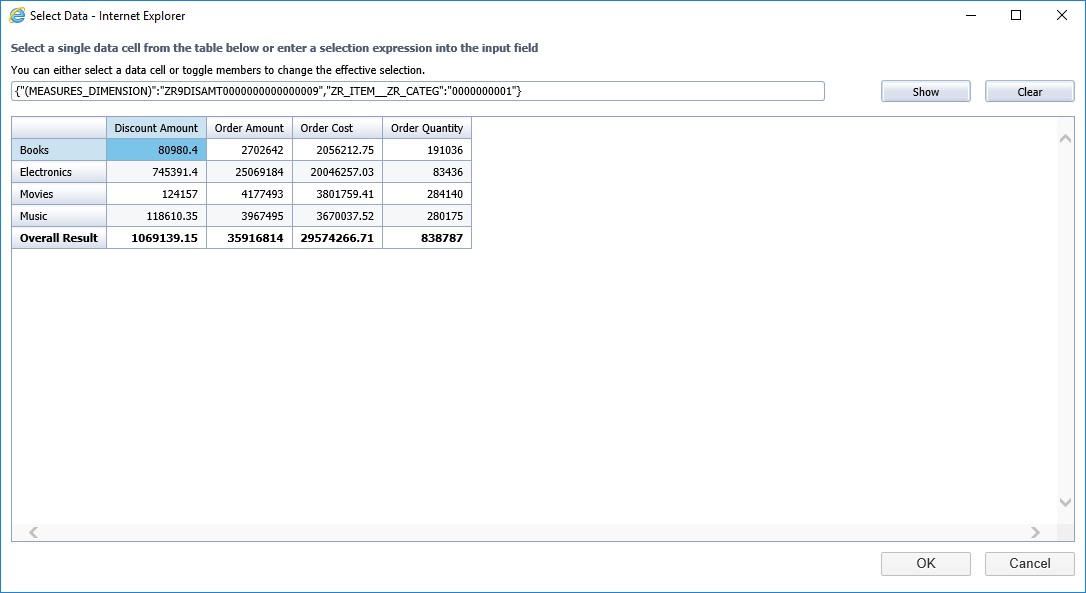 Select Data - Internet Explorer
Select a single data cell from the table below or enter a selection expression into the input field
You can either select a data cell or toggle members to change the effective selection.
{"(MEASURES_DIMENSION)":"ZR9DISAMT0000000000000009","ZR_ITEM__ZR_CATEG":"0000000001"} Show Clear
Discount Amount Order Amount Order Cost Order Quantity
Books 80980.4 2702642 2056212.75 191036
Electronics 745391.4 25069184 20046257.03 83436
Movies 124157 4177493 3801759.41 284140
Music 118610.35 3967495 3670037.52 280175
Overall Result 1069139.15 35916814 29574266.71 838787
OK Cancel